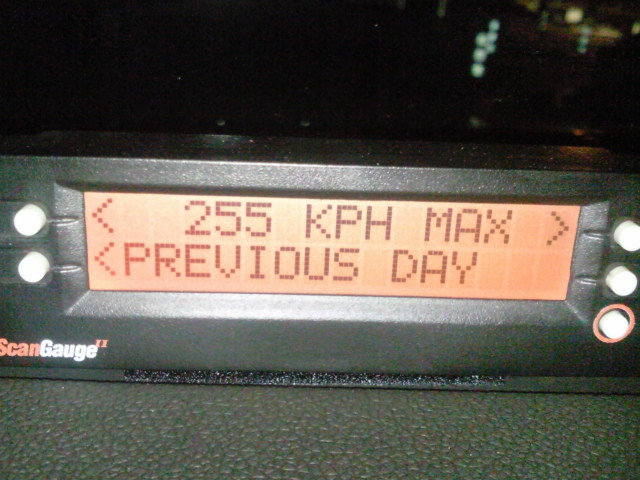 < 255 KPH MAX >
<PREVIOUS DAY
ScanGauge II